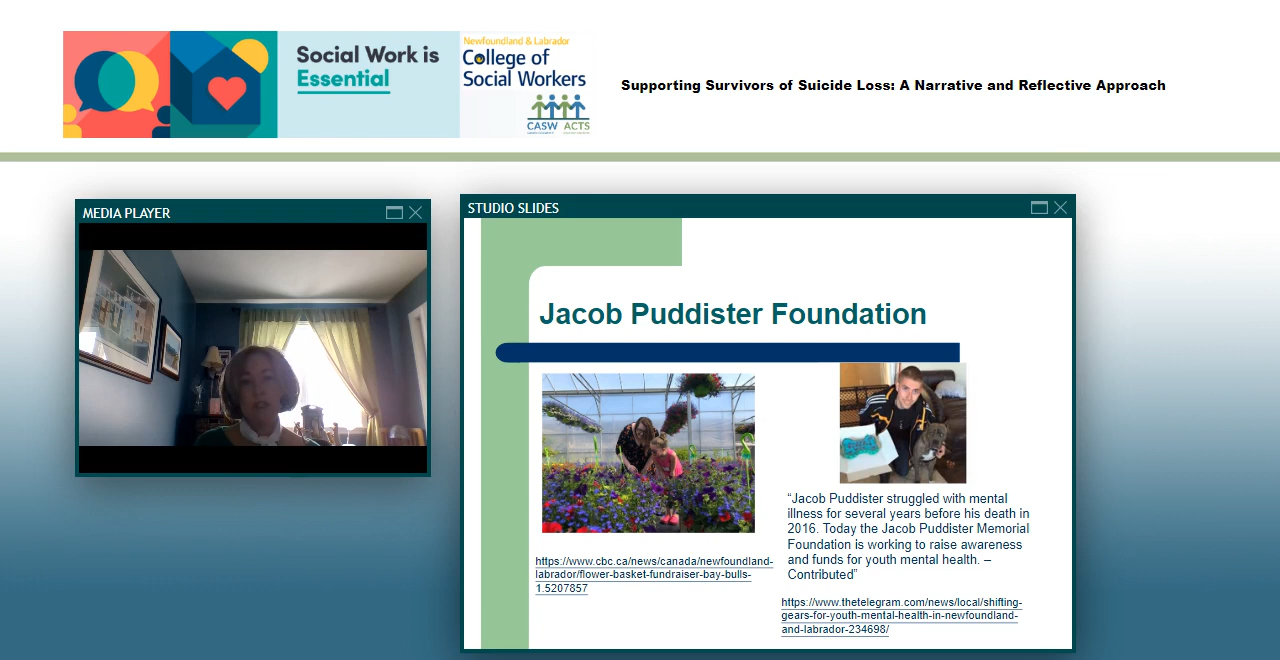 Social Work is
Essential
Newfoundland & Labrador
College of
Social Workers
CASW ACTS
Supporting Survivors of Suicide Loss: A Narrative and Reflective Approach
MEDIA PLAYER
STUDIO SLIDES
Jacob Puddister Foundation
https://www.cbc.ca/news/canada/newfoundland-
labrador/flower-basket-fundraiser-bay-bulls-
1.5207857
“Jacob Puddister struggled with mental
illness for several years before his death in
2016. Today the Jacob Puddister Memorial
Foundation is working to raise awareness
and funds for youth mental health. –
Contributed”
https://www.thetelegram.com/news/local/shifting-
gears-for-youth-mental-health-in-newfoundland-
and-labrador-234698/